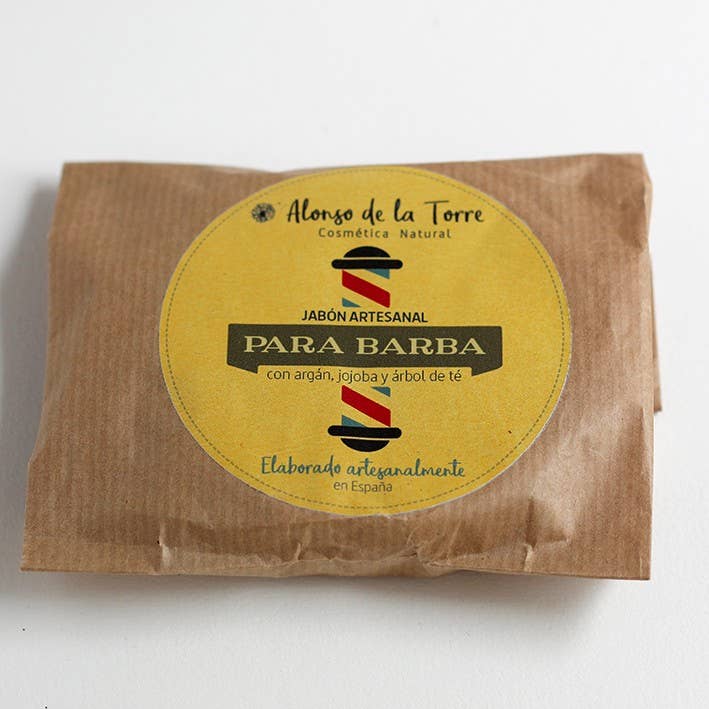 Alonso de la Torre
Cosmética Natural
JABÓN ARTESANAL
PARA BARBA
con argán, jojoba y árbol de té
Elaborado artesanalmente
en España